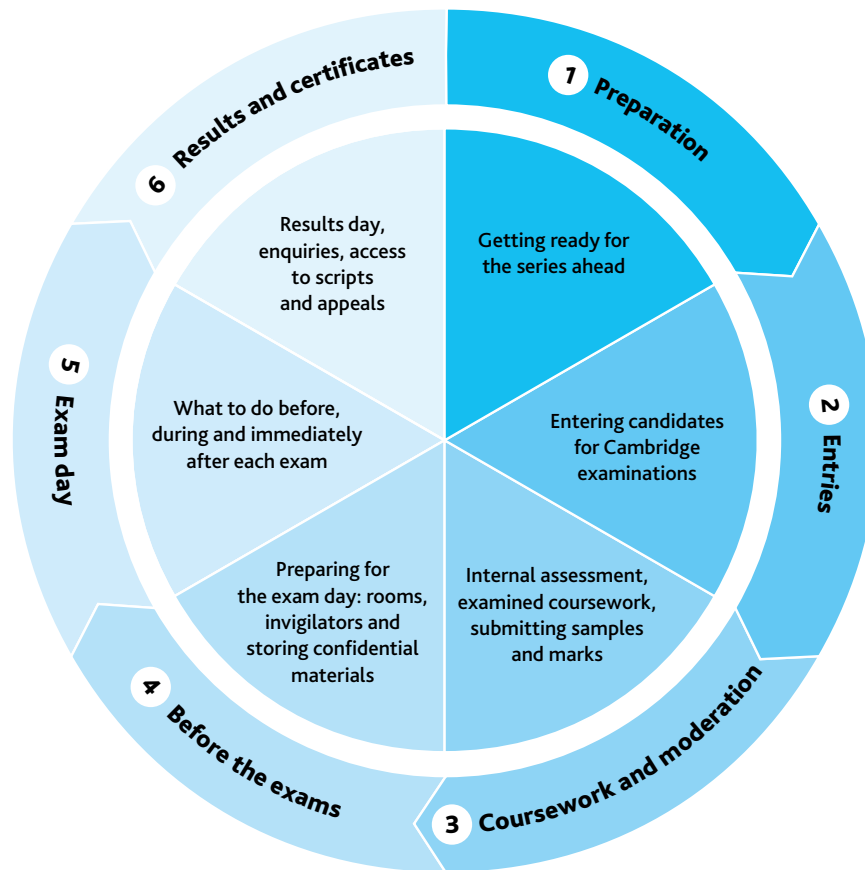 1 Preparation
Getting ready for
the series ahead
2 Entries
Entering candidates
for Cambridge
examinations
3 Coursework and moderation
Internal assessment,
examined coursework,
submitting samples
and marks
4 Before the exams
Preparing for
the exam day: rooms,
invigilators and
storing confidential
materials
5 Exam day
What to do before,
during and immediately
after each exam
6 Results and certificates
Results day,
enquiries, access
to scripts
and appeals